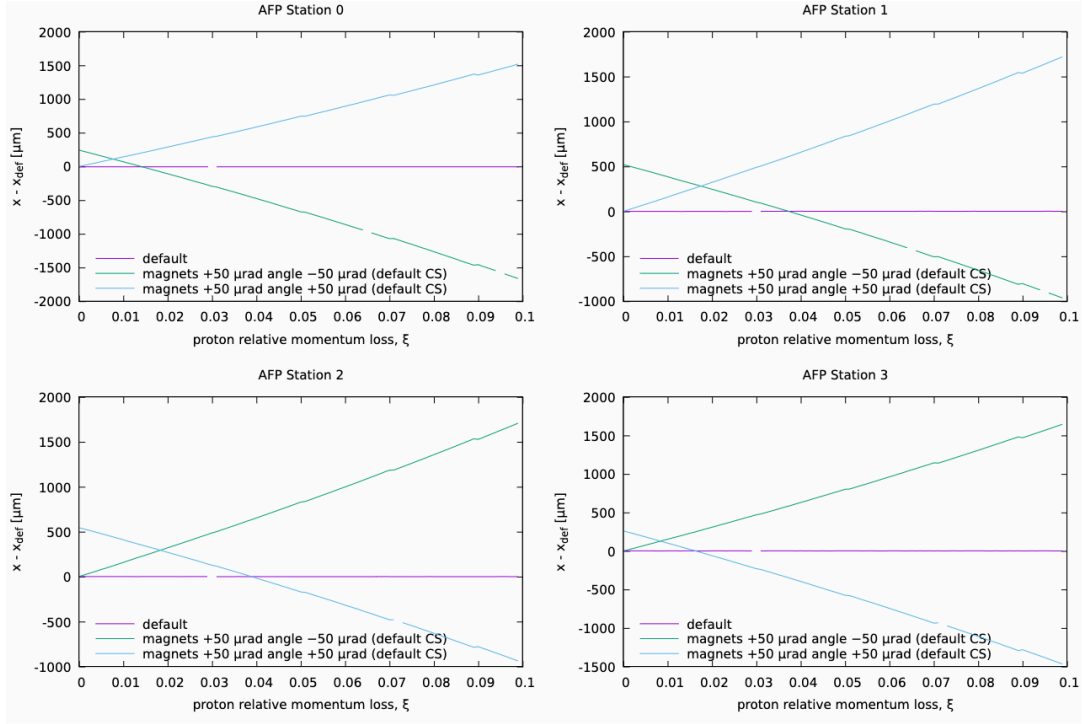 AFP Station 0
2000
1500
1000
500
0
-500
-1000
-1500
-2000
x - xdef [μm]
default
magnets +50 μrad angle −50 μrad (default CS)
magnets +50 μrad angle +50 μrad (default CS)
0 0.01 0.02 0.03 0.04 0.05 0.06 0.07 0.08 0.09 0.1
proton relative momentum loss, ξ
AFP Station 1
2000
1500
1000
500
0
-500
-1000
x - xdef [μm]
default
magnets +50 μrad angle −50 μrad (default CS)
magnets +50 μrad angle +50 μrad (default CS)
0 0.01 0.02 0.03 0.04 0.05 0.06 0.07 0.08 0.09 0.1
proton relative momentum loss, ξ
AFP Station 2
2000
1500
1000
500
0
-500
-1000
x - xdef [μm]
default
magnets +50 μrad angle −50 μrad (default CS)
magnets +50 μrad angle +50 μrad (default CS)
0 0.01 0.02 0.03 0.04 0.05 0.06 0.07 0.08 0.09 0.1
proton relative momentum loss, ξ
AFP Station 3
2000
1500
1000
500
0
-500
-1000
-1500
x - xdef [μm]
default
magnets +50 μrad angle −50 μrad (default CS)
magnets +50 μrad angle +50 μrad (default CS)
0 0.01 0.02 0.03 0.04 0.05 0.06 0.07 0.08 0.09 0.1
proton relative momentum loss, ξ